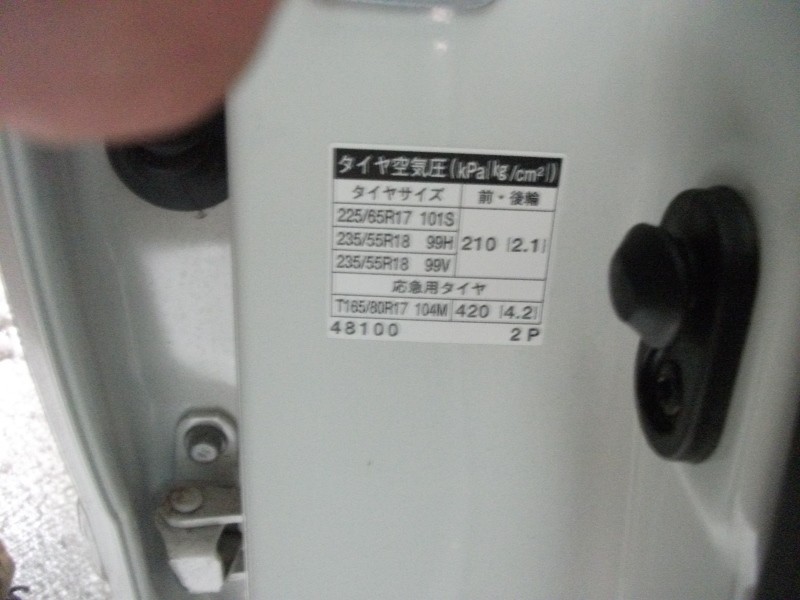 タイヤ空気圧(kPa{kg/cm²})
タイヤサイズ 前・後輪
225/65R17 101S
235/55R18 99H 210 {2.1}
235/55R18 99V
応急用タイヤ
T165/80R17 104M 420 {4.2}
48100 2P